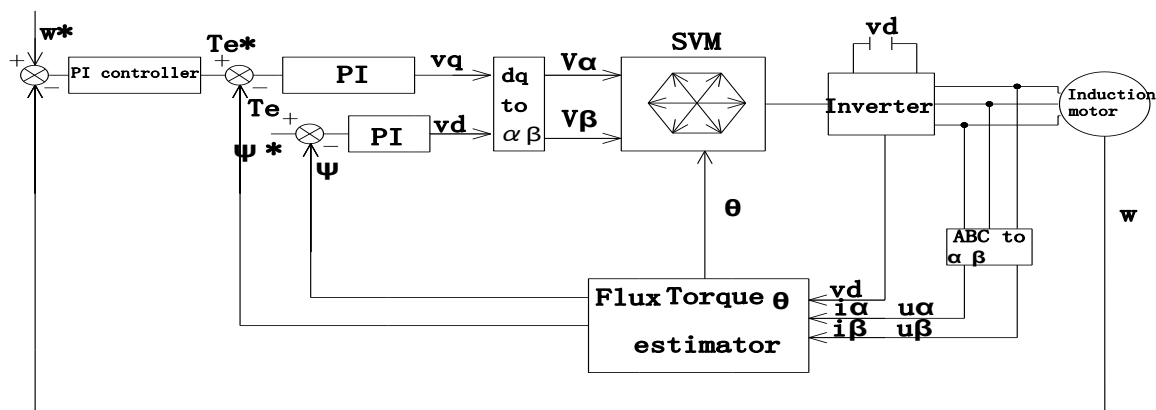 w*
+
−
PI controller
Te*
+
−
PI
vq
Te
+
−
ψ *
ψ
PI
vd
dq
to
α β
Vα
Vβ
SVM
vd
Inverter
Induction
motor
θ
w
ABC to
α β
Flux Torque θ
estimator
vd
iα uα
iβ uβ